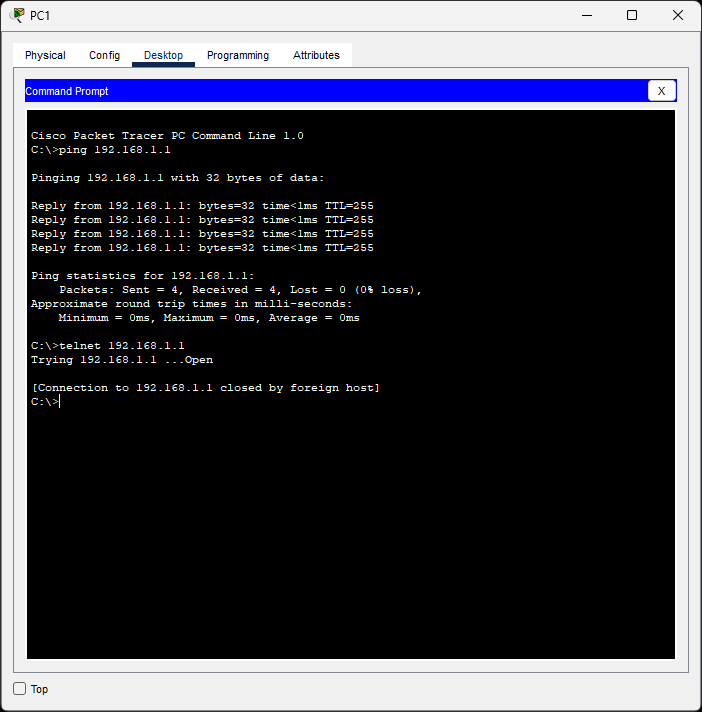 PC1
Physical Config Desktop Programming Attributes
Command Prompt X
Cisco Packet Tracer PC Command Line 1.0
C:\>ping 192.168.1.1
Pinging 192.168.1.1 with 32 bytes of data:
Reply from 192.168.1.1: bytes=32 time<1ms TTL=255
Reply from 192.168.1.1: bytes=32 time<1ms TTL=255
Reply from 192.168.1.1: bytes=32 time<1ms TTL=255
Reply from 192.168.1.1: bytes=32 time<1ms TTL=255
Ping statistics for 192.168.1.1:
    Packets: Sent = 4, Received = 4, Lost = 0 (0% loss),
Approximate round trip times in milli-seconds:
    Minimum = 0ms, Maximum = 0ms, Average = 0ms
C:\>telnet 192.168.1.1
Trying 192.168.1.1 ...Open
[Connection to 192.168.1.1 closed by foreign host]
C:\>
Top